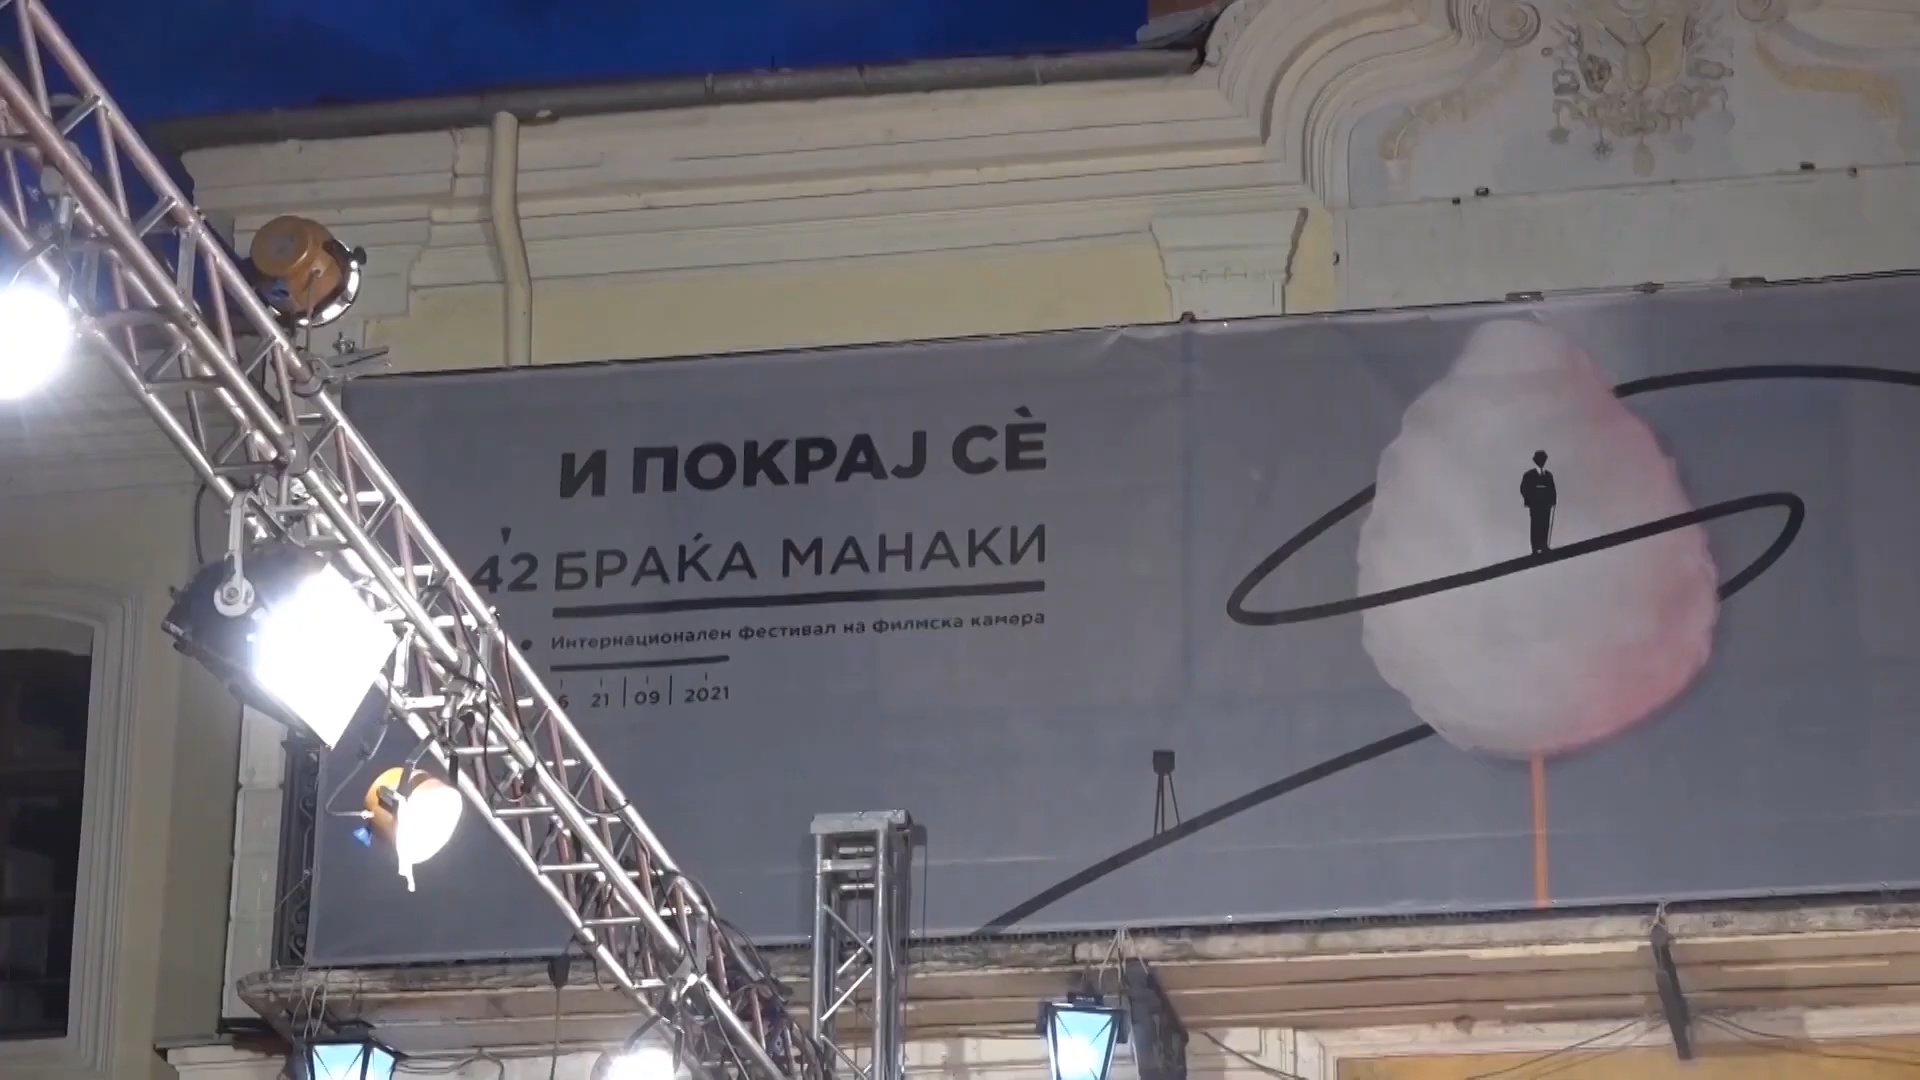 И ПОКРАЈ СЀ
42 БРАЌА МАНАКИ
Интернационален фестивал на филмска камера
21 | 09 | 2021